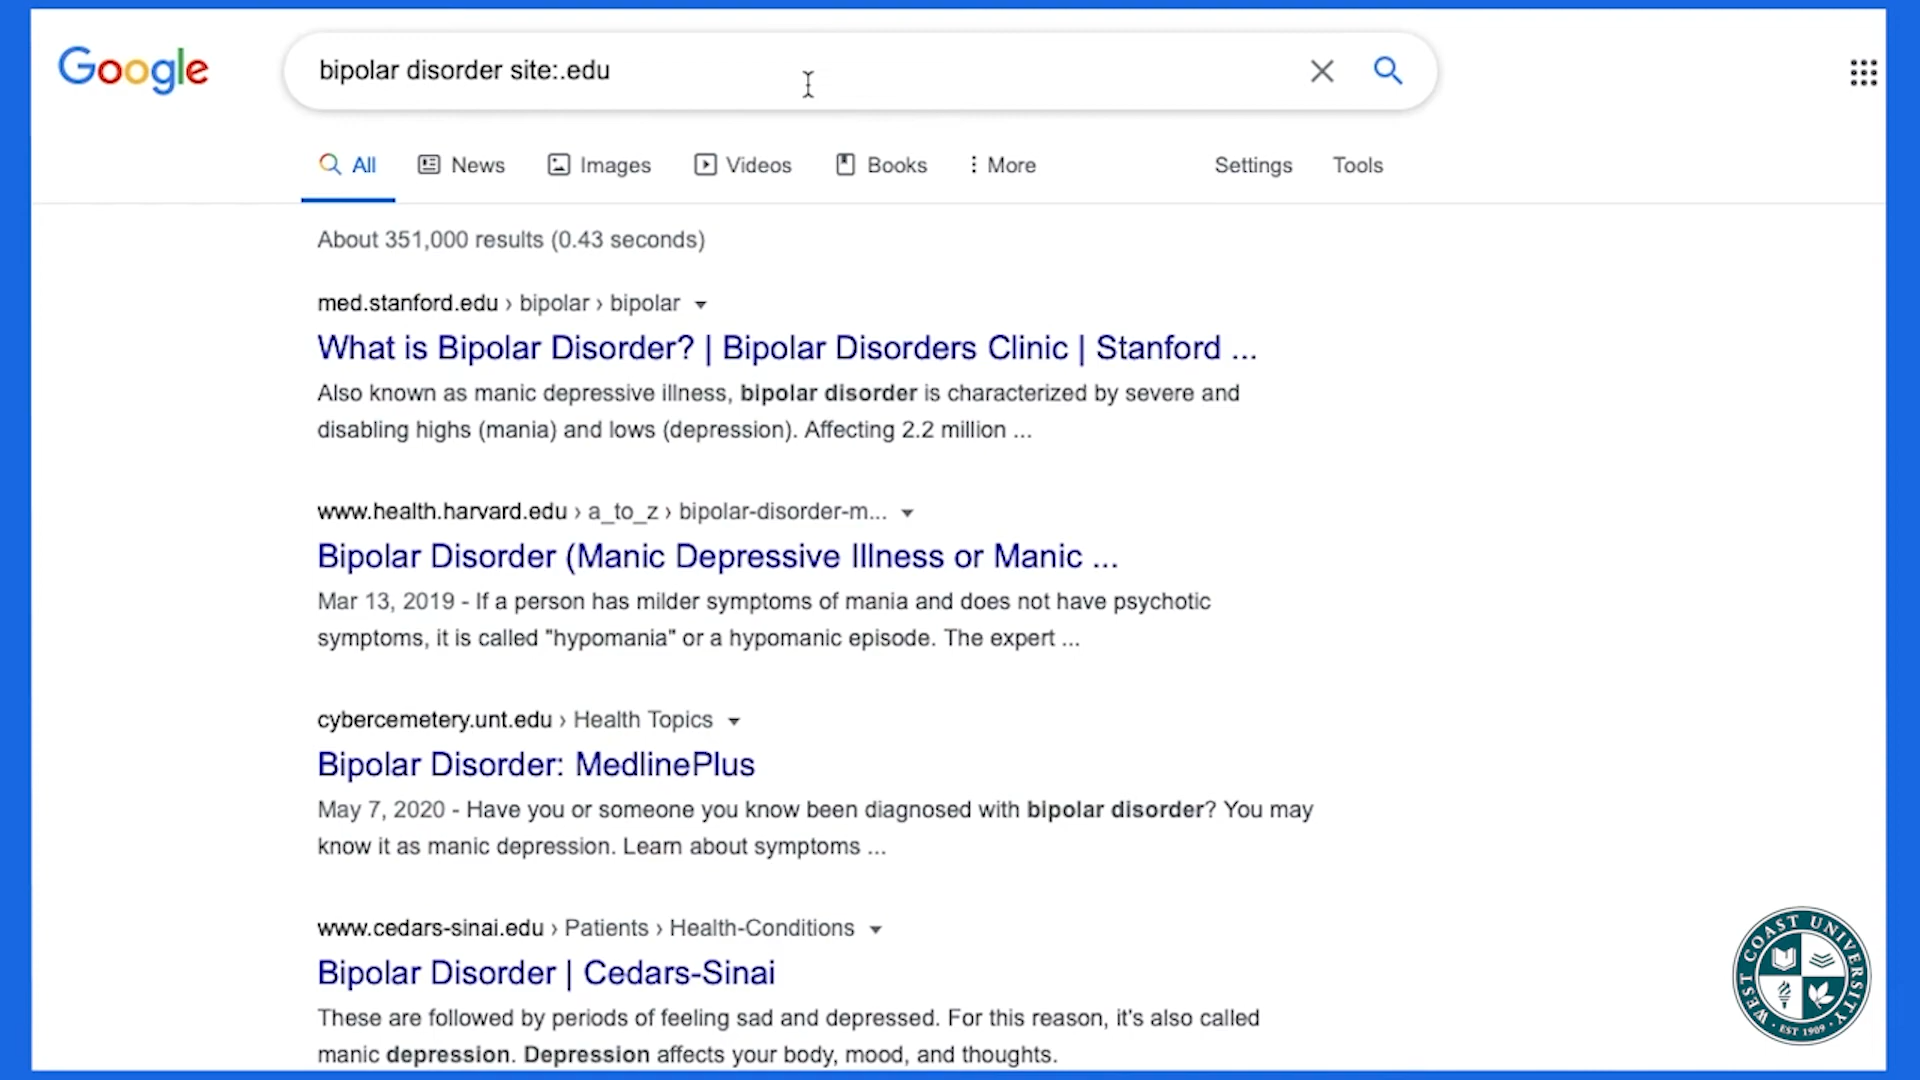 Google
bipolar disorder site:.edu
All News Images Videos Books More Settings Tools
About 351,000 results (0.43 seconds)
med.stanford.edu › bipolar › bipolar
What is Bipolar Disorder? | Bipolar Disorders Clinic | Stanford ...
Also known as manic depressive illness, bipolar disorder is characterized by severe and
disabling highs (mania) and lows (depression). Affecting 2.2 million ...
www.health.harvard.edu › a_to_z › bipolar-disorder-m...
Bipolar Disorder (Manic Depressive Illness or Manic ...
Mar 13, 2019 - If a person has milder symptoms of mania and does not have psychotic
symptoms, it is called "hypomania" or a hypomanic episode. The expert ...
cybercemetery.unt.edu › Health Topics
Bipolar Disorder: MedlinePlus
May 7, 2020 - Have you or someone you know been diagnosed with bipolar disorder? You may
know it as manic depression. Learn about symptoms ...
www.cedars-sinai.edu › Patients › Health-Conditions
Bipolar Disorder | Cedars-Sinai
These are followed by periods of feeling sad and depressed. For this reason, it's also called
manic depression. Depression affects your body, mood, and thoughts.
WEST COAST UNIVERSITY
EST 1909